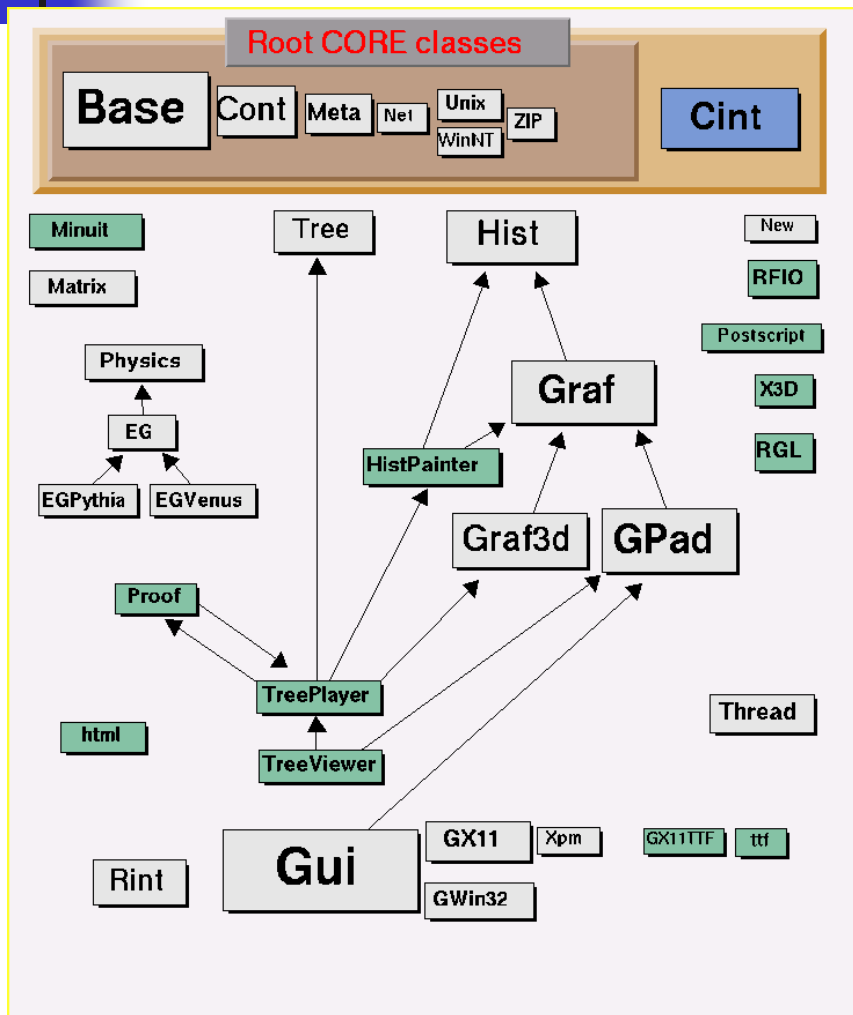 Root CORE classes
Base
Cont
Meta
Net
Unix
WinNT
ZIP
Cint
Minuit
Tree
Hist
New
Matrix
RFIO
Postscript
Physics
Graf
X3D
EG
HistPainter
RGL
EGPythia
EGVenus
Graf3d
GPad
Proof
TreePlayer
Thread
html
TreeViewer
Gui
GX11
Xpm
GX11TTF
ttf
Rint
GWin32